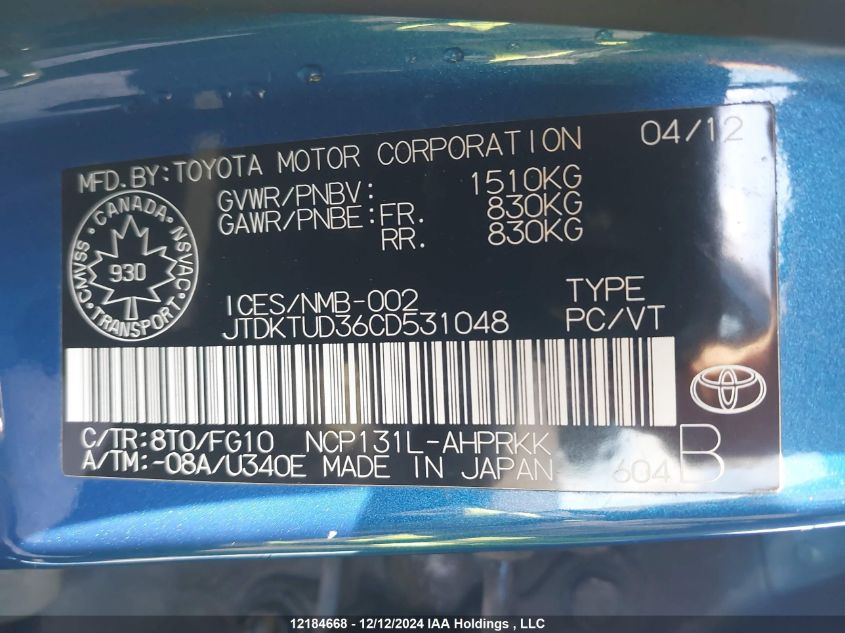 MFD.BY:TOYOTA MOTOR CORPORATION 04/12
GVWR/PNBV: 1510KG
GAWR/PNBE:FR. 830KG
RR. 830KG
CANADA
CMVSS NSVAC
930
TRANSPORT
ICES/NMB-002 TYPE
JTDKTUD36CD531048 PC/VT
C/TR:8T0/FG10 NCP131L-AHPRKK
A/TM:-08A/U340E MADE IN JAPAN 604 B
12184668 - 12/12/2024 IAA Holdings , LLC